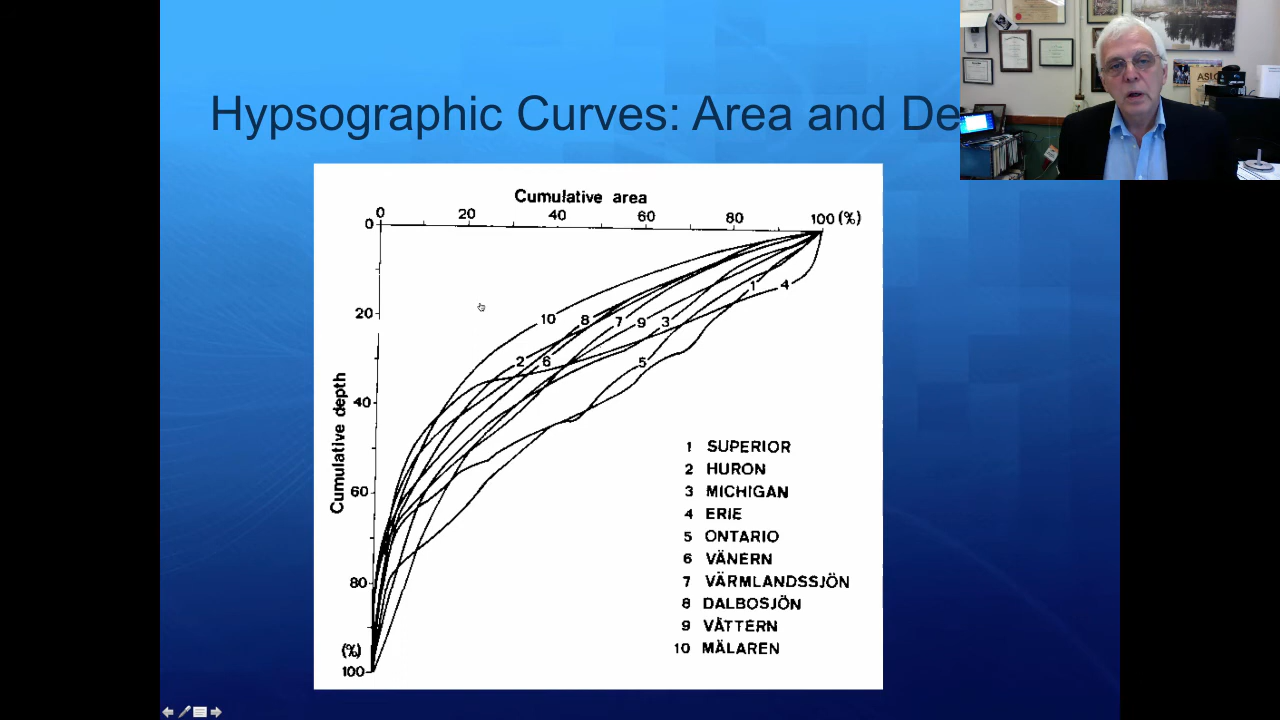 Hypsographic Curves: Area and De
Cumulative area
0 20 40 60 80 100 (%)
0
20
40
60
80
(%)
100
Cumulative depth
10 8 7 9 3 1 4
2 6 5
1 SUPERIOR
2 HURON
3 MICHIGAN
4 ERIE
5 ONTARIO
6 VÄNERN
7 VÄRMLANDSSJÖN
8 DALBOSJÖN
9 VÄTTERN
10 MÄLAREN